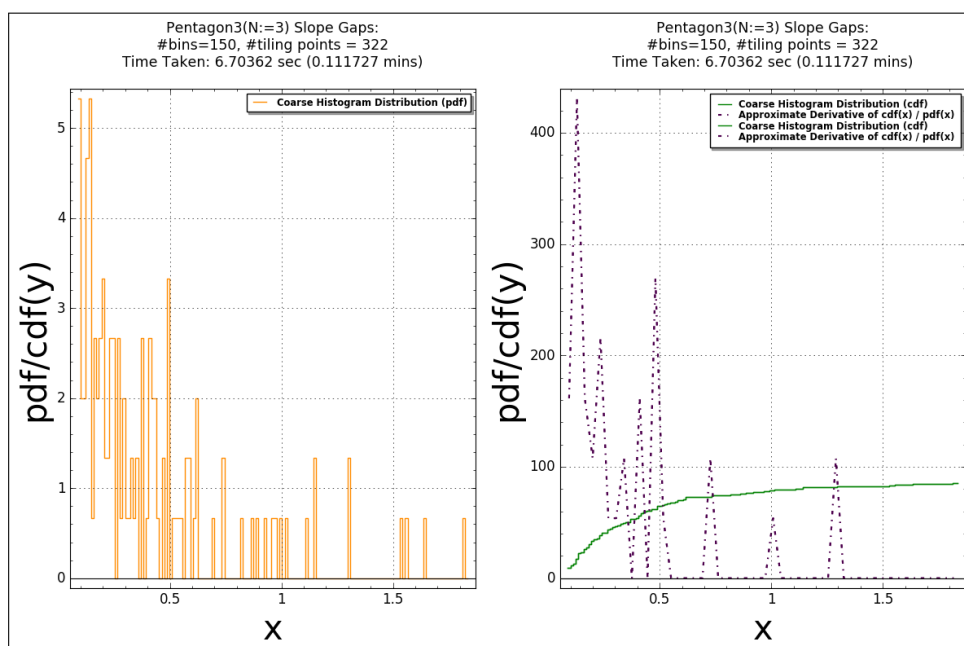 Pentagon3(N:=3) Slope Gaps:
#bins=150, #tiling points = 322
Time Taken: 6.70362 sec (0.111727 mins)
Coarse Histogram Distribution (pdf)
5
4
3
2
1
0
0.5
1
1.5
pdf/cdf(y)
x
Pentagon3(N:=3) Slope Gaps:
#bins=150, #tiling points = 322
Time Taken: 6.70362 sec (0.111727 mins)
Coarse Histogram Distribution (cdf)
Approximate Derivative of cdf(x) / pdf(x)
Coarse Histogram Distribution (cdf)
Approximate Derivative of cdf(x) / pdf(x)
400
300
200
100
0
0.5
1
1.5
pdf/cdf(y)
x